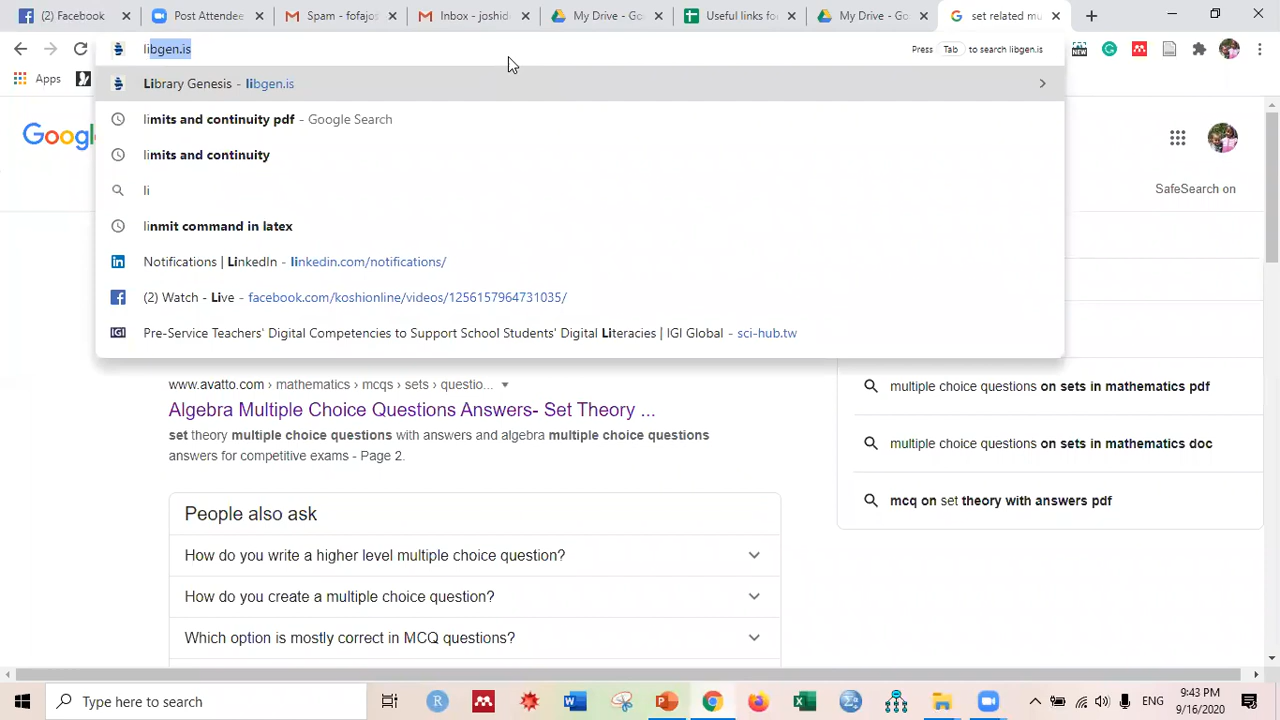 (2) Facebook
Post Attende
Spam - fofajod
Inbox - joshid
My Drive - Goo
Useful links fo
My Drive - Goo
set related mu
libgen.is
Press Tab to search libgen.is
NEW
Apps
Library Genesis - libgen.is
limits and continuity pdf - Google Search
limits and continuity
li
linmit command in latex
Notifications | LinkedIn - linkedin.com/notifications/
(2) Watch - Live - facebook.com/koshionline/videos/1256157964731035/
IGI Pre-Service Teachers' Digital Competencies to Support School Students' Digital Literacies | IGI Global - sci-hub.tw
Google
SafeSearch on
www.avatto.com › mathematics › mcqs › sets › questio...
Algebra Multiple Choice Questions Answers- Set Theory ...
set theory multiple choice questions with answers and algebra multiple choice questions
answers for competitive exams - Page 2.
People also ask
How do you write a higher level multiple choice question?
How do you create a multiple choice question?
Which option is mostly correct in MCQ questions?
multiple choice questions on sets in mathematics pdf
multiple choice questions on sets in mathematics doc
mcq on set theory with answers pdf
Type here to search
ENG
9:43 PM
9/16/2020